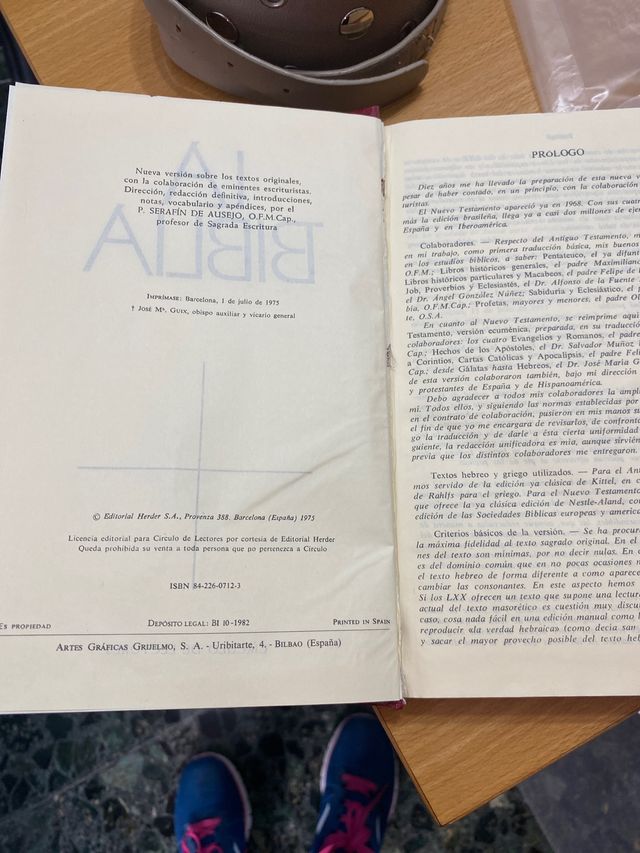 LA
BIBLIA
Nueva versión sobre los textos originales,
con la colaboración de eminentes escrituristas.
Dirección, redacción definitiva, introducciones,
notas, vocabulario y apéndices, por el
P. SERAFÍN DE AUSEJO, O.F.M.Cap.,
profesor de Sagrada Escritura
IMPRÍMASE: Barcelona, 1 de julio de 1975
† JOSÉ Mª. GUIX, obispo auxiliar y vicario general
© Editorial Herder S.A., Provenza 388. Barcelona (España) 1975
Licencia editorial para Círculo de Lectores por cortesía de Editorial Herder
Queda prohibida su venta a toda persona que no pertenezca a Círculo
ISBN 84-226-0712-3
ES PROPIEDAD DEPÓSITO LEGAL: BI 10-1982 PRINTED IN SPAIN
ARTES GRÁFICAS GRIJELMO, S. A. - Uribitarte, 4. - BILBAO (España)
PRÓLOGO
Diez años me ha llevado la preparación de esta nueva
pesar de haber contado, en un principio, con la colaboración
turistas.
El Nuevo Testamento apareció ya en 1968. Con sus cuatr
más la edición brasileña, llega ya a casi dos millones de ejem
España y en Iberoamérica.
Colaboradores. — Respecto del Antiguo Testamento, m
en mi trabajo, como primera traducción básica, mis buenos
en los estudios bíblicos, a saber: Pentateuco, el ya difunt
O.F.M.; Libros históricos generales, el padre Maximilian
Libros históricos particulares y Macabeos, el padre Felipe de
Job, Proverbios y Eclesiastés, el Dr. Alfonso de la Fuente
el Dr. Ángel González Núñez; Sabiduría y Eclesiástico, el p
bia, O.F.M.Cap.; Profetas, mayores y menores, el padre O
te, O.S.A.
En cuanto al Nuevo Testamento, se reimprime aquí
Testamento, versión ecuménica, preparada, en su traducció
colaboradores: los cuatro Evangelios y Romanos, el padre
Cap.; Hechos de los Apóstoles, el Dr. Salvador Muñoz
a Corintios, Cartas Católicas y Apocalipsis, el padre Feli
Cap.; desde Gálatas hasta Hebreos, el Dr. José María G
de esta versión colaboraron también, bajo mi dirección
y protestantes de España y de Hispanoamérica.
Debo agradecer a todos mis colaboradores la ampl
mí. Todos ellos, y siguiendo las normas establecidas por
en el contrato de colaboración, pusieron en mis manos su
el fin de que yo me encargara de revisarlos, de confronta
go la traducción y de darle a ésta cierta uniformidad
guiente, la redacción unificadora es mía, aunque sirvién
previa que los distintos colaboradores me entregaron.
Textos hebreo y griego utilizados. — Para el Ant
mos servido de la edición ya clásica de Kittel, en c
de Rahlfs para el griego. Para el Nuevo Testamento
que ofrece la ya clásica edición de Nestle-Aland, co
edición de las Sociedades Bíblicas europeas y america
Criterios básicos de la versión. — Se ha procura
la máxima fidelidad al texto sagrado original. En el
nes del texto son mínimas, por no decir nulas. En c
es del dominio común que en no pocas ocasiones
el texto hebreo de forma diferente a como aparece
cambiar las consonantes. En este aspecto hemos
Si los LXX ofrecen un texto que supone una lectura
actual del texto masorético es cuestión muy discu
caso, cosa nada fácil en una edición manual como
reproducir «la verdad hebraica» (como decía san
y sacar el mayor provecho posible del texto heb